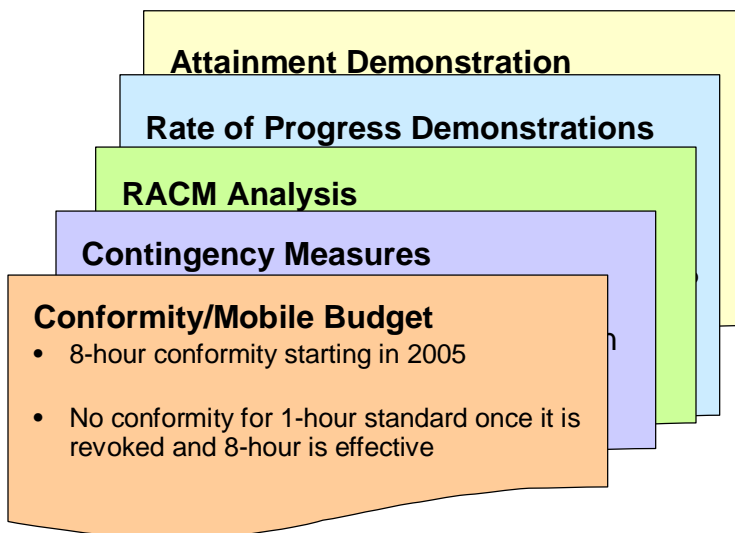 Attainment Demonstration
Rate of Progress Demonstrations
RACM Analysis
Contingency Measures
Conformity/Mobile Budget
• 8-hour conformity starting in 2005
• No conformity for 1-hour standard once it is
revoked and 8-hour is effective